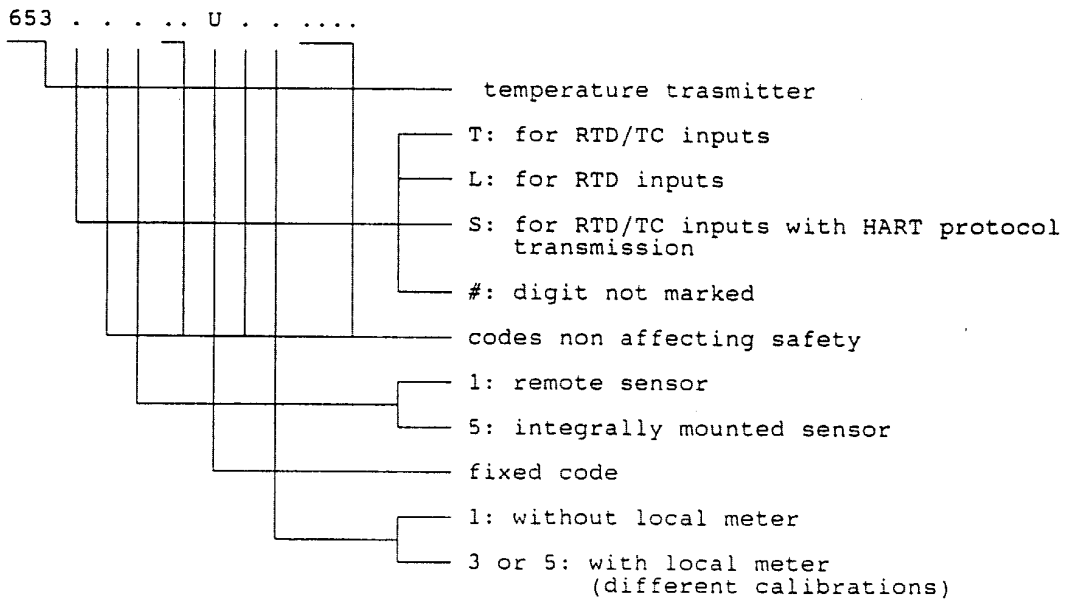 653 . . . .. U . . ....
temperature trasmitter
T: for RTD/TC inputs
L: for RTD inputs
S: for RTD/TC inputs with HART protocol
transmission
#: digit not marked
codes non affecting safety
1: remote sensor
5: integrally mounted sensor
fixed code
1: without local meter
3 or 5: with local meter
(different calibrations)